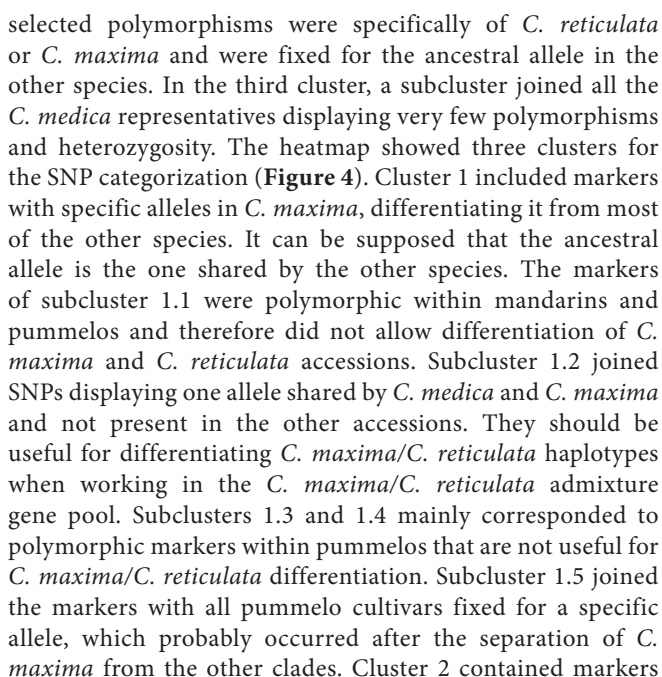 selected polymorphisms were specifically of C. reticulata
or C. maxima and were fixed for the ancestral allele in the
other species. In the third cluster, a subcluster joined all the
C. medica representatives displaying very few polymorphisms
and heterozygosity. The heatmap showed three clusters for
the SNP categorization (Figure 4). Cluster 1 included markers
with specific alleles in C. maxima, differentiating it from most
of the other species. It can be supposed that the ancestral
allele is the one shared by the other species. The markers
of subcluster 1.1 were polymorphic within mandarins and
pummelos and therefore did not allow differentiation of C.
maxima and C. reticulata accessions. Subcluster 1.2 joined
SNPs displaying one allele shared by C. medica and C. maxima
and not present in the other accessions. They should be
useful for differentiating C. maxima/C. reticulata haplotypes
when working in the C. maxima/C. reticulata admixture
gene pool. Subclusters 1.3 and 1.4 mainly corresponded to
polymorphic markers within pummelos that are not useful for
C. maxima/C. reticulata differentiation. Subcluster 1.5 joined
the markers with all pummelo cultivars fixed for a specific
allele, which probably occurred after the separation of C.
maxima from the other clades. Cluster 2 contained markers